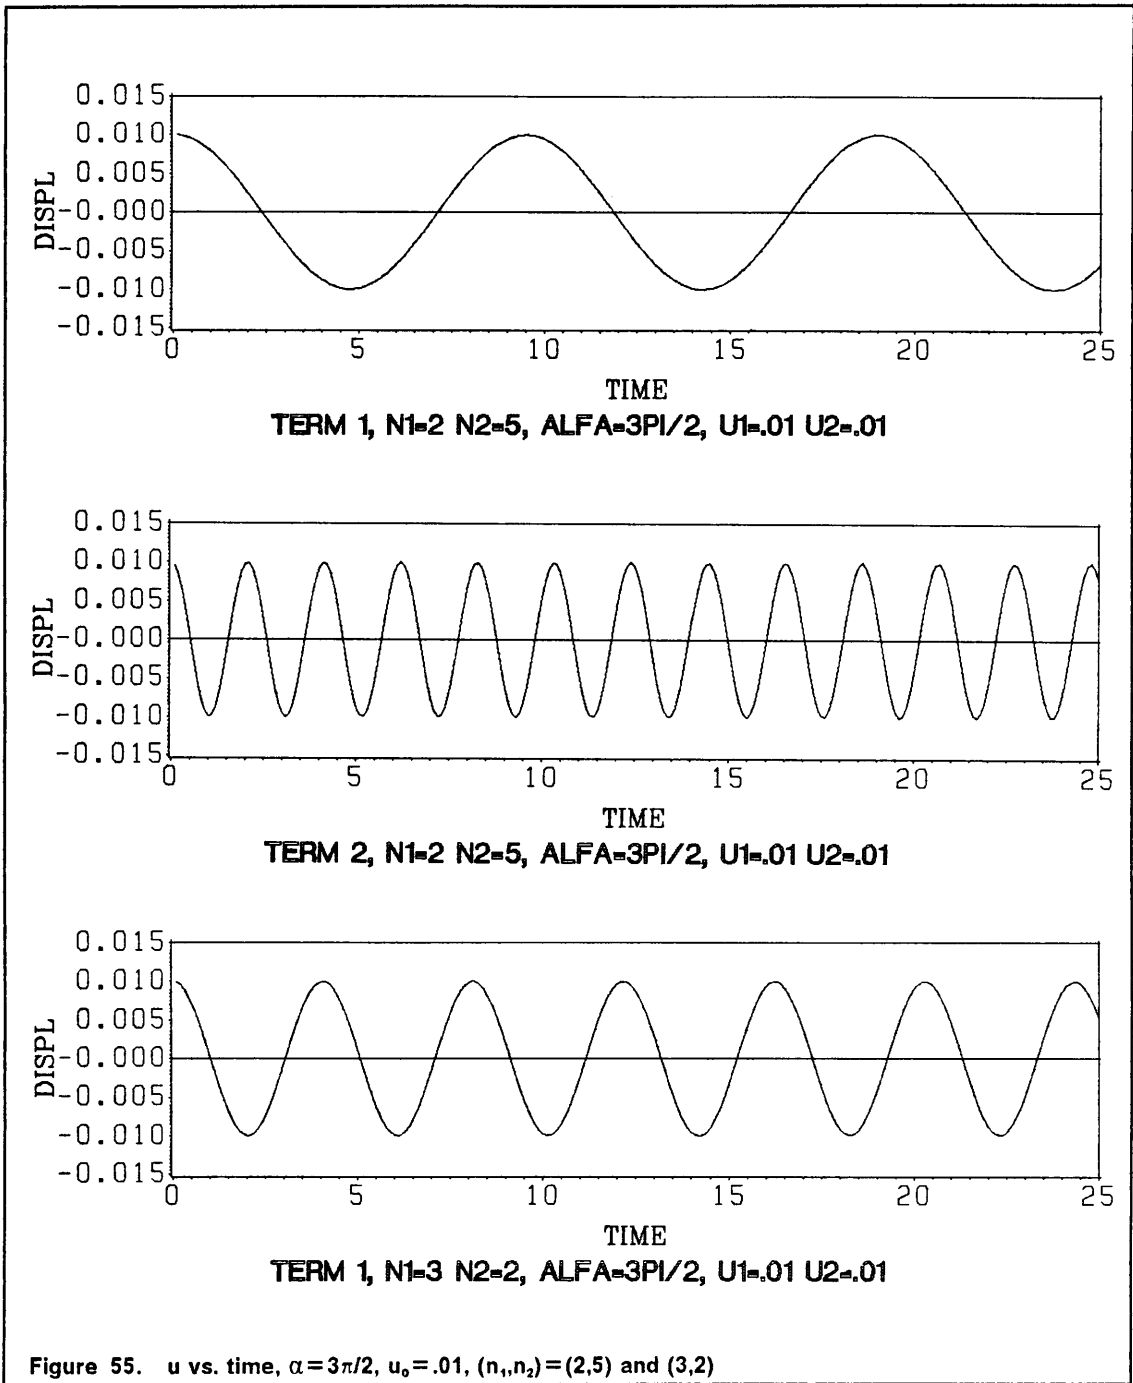 0.015
0.010
0.005
-0.000
-0.005
-0.010
-0.015
DISPL
0 5 10 15 20 25
TIME
TERM 1, N1=2 N2=5, ALFA=3PI/2, U1=.01 U2=.01
0.015
0.010
0.005
-0.000
-0.005
-0.010
-0.015
DISPL
0 5 10 15 20 25
TIME
TERM 2, N1=2 N2=5, ALFA=3PI/2, U1=.01 U2=.01
0.015
0.010
0.005
-0.000
-0.005
-0.010
-0.015
DISPL
0 5 10 15 20 25
TIME
TERM 1, N1=3 N2=2, ALFA=3PI/2, U1=.01 U2=.01
Figure 55. u vs. time, α=3π/2, u₀=.01, (n₁,n₂)=(2,5) and (3,2)